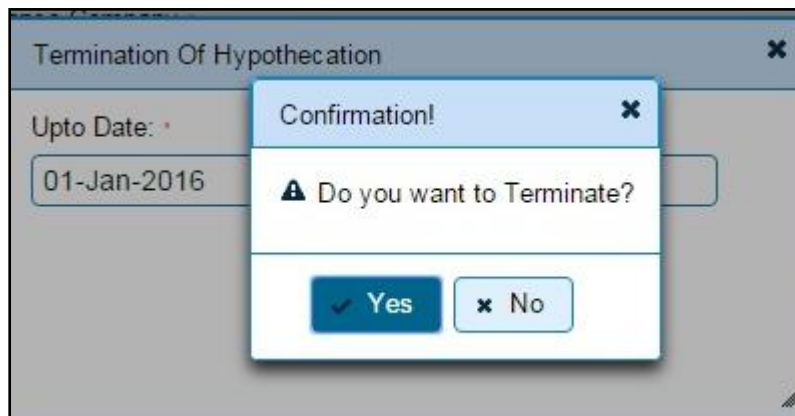 Termination Of Hypothecation
Upto Date:
01-Jan-2016
Confirmation!
Do you want to Terminate?
Yes
No